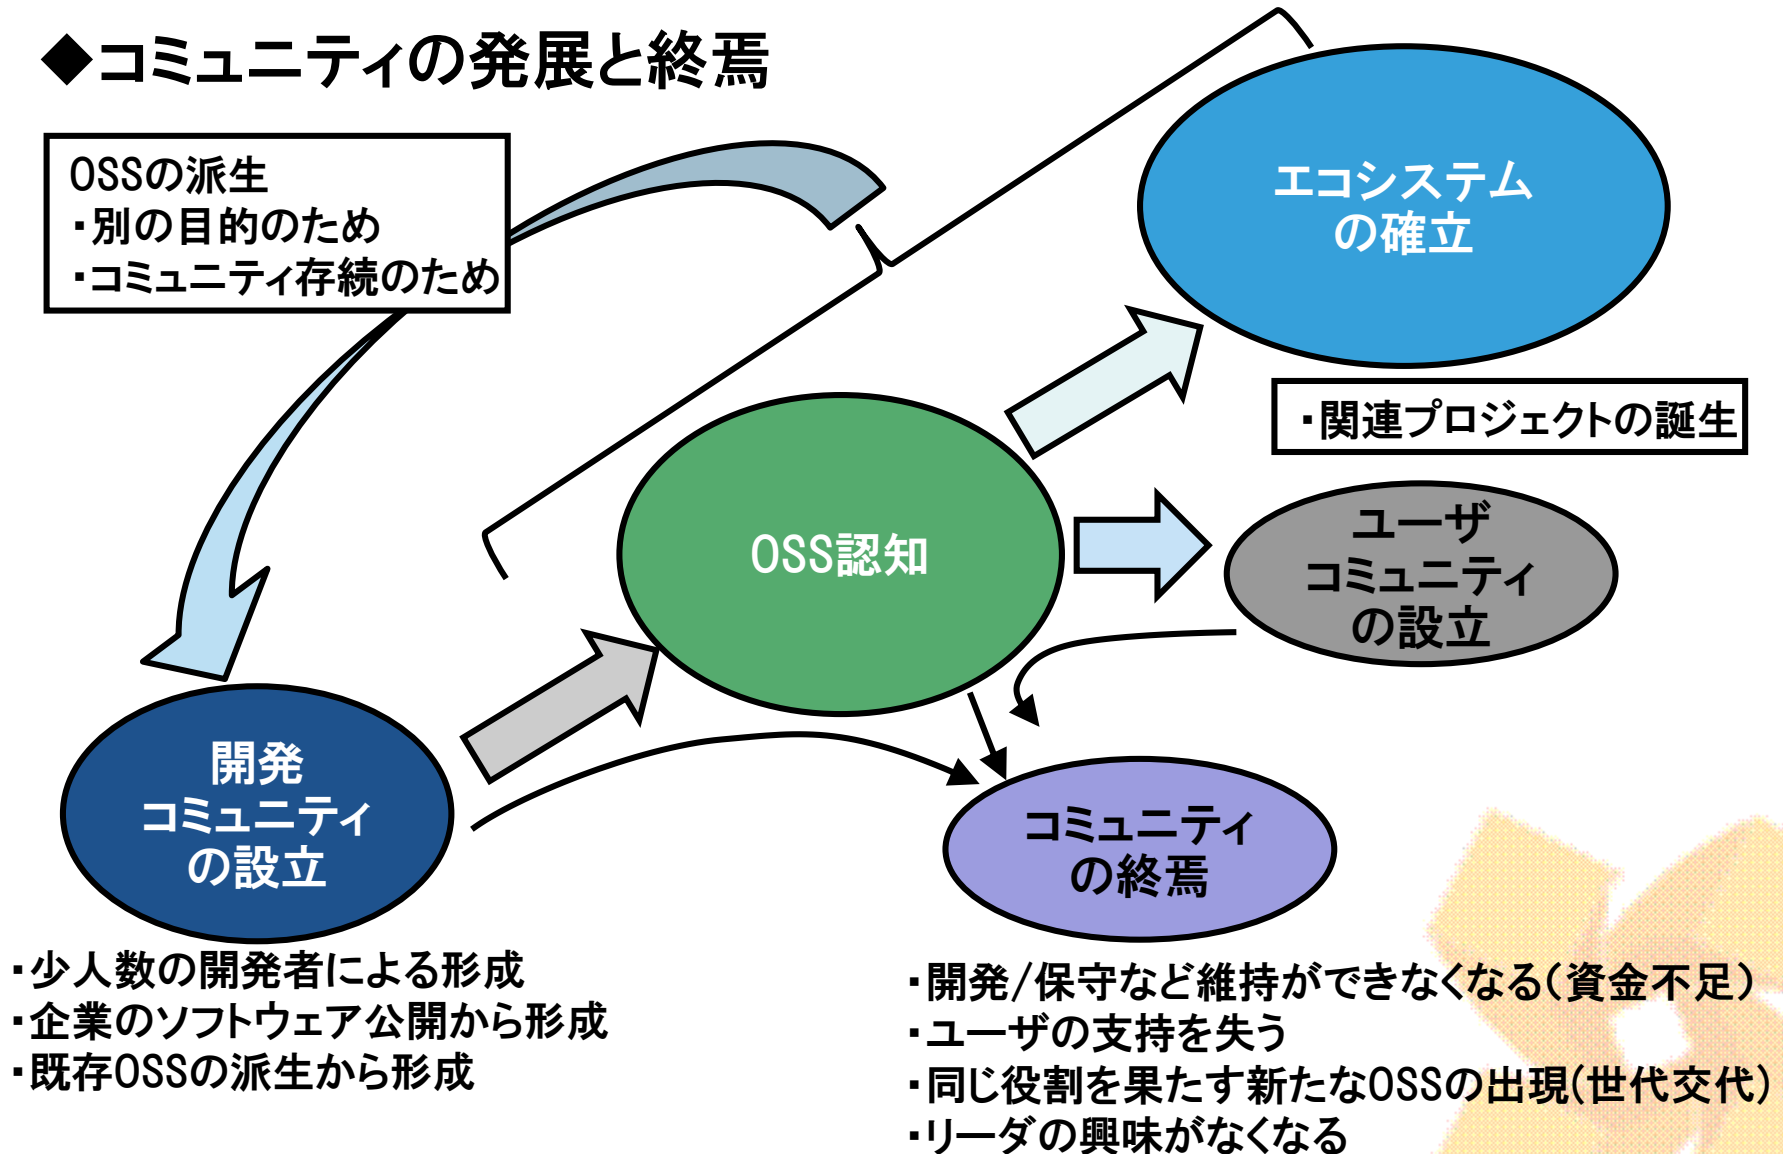 ◆コミュニティの発展と終焉
OSSの派生
・別の目的のため
・コミュニティ存続のため
エコシステム
の確立
・関連プロジェクトの誕生
OSS認知
ユーザ
コミュニティ
の設立
開発
コミュニティ
の設立
コミュニティ
の終焉
・少人数の開発者による形成
・企業のソフトウェア公開から形成
・既存OSSの派生から形成
・開発/保守など維持ができなくなる（資金不足）
・ユーザの支持を失う
・同じ役割を果たす新たなOSSの出現(世代交代）
・リーダの興味がなくなる